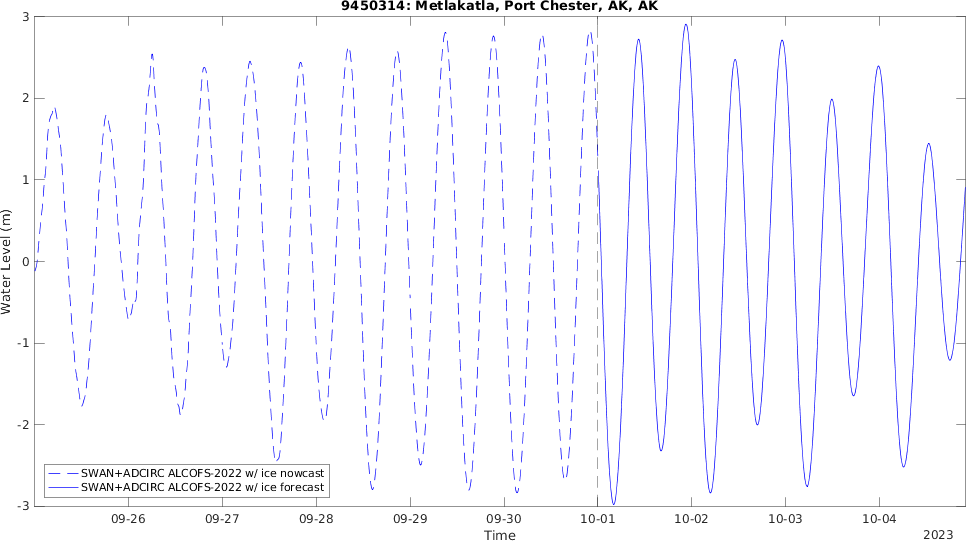 9450314: Metlakatla, Port Chester, AK, AK
3
2
1
0
-1
-2
-3
Water Level (m)
SWAN+ADCIRC ALCOFS-2022 w/ ice nowcast
SWAN+ADCIRC ALCOFS-2022 w/ ice forecast
09-26 09-27 09-28 09-29 09-30 10-01 10-02 10-03 10-04
Time
2023